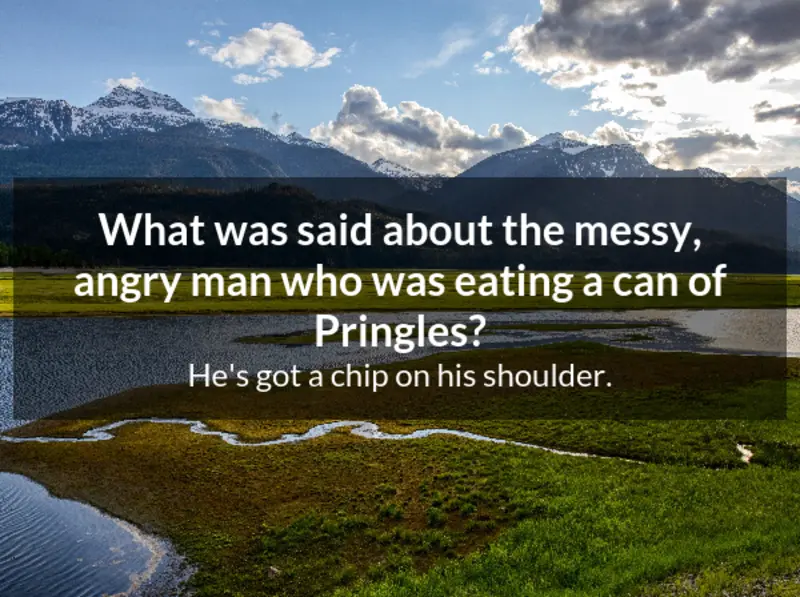 What was said about the messy,
angry man who was eating a can of
Pringles?
He's got a chip on his shoulder.